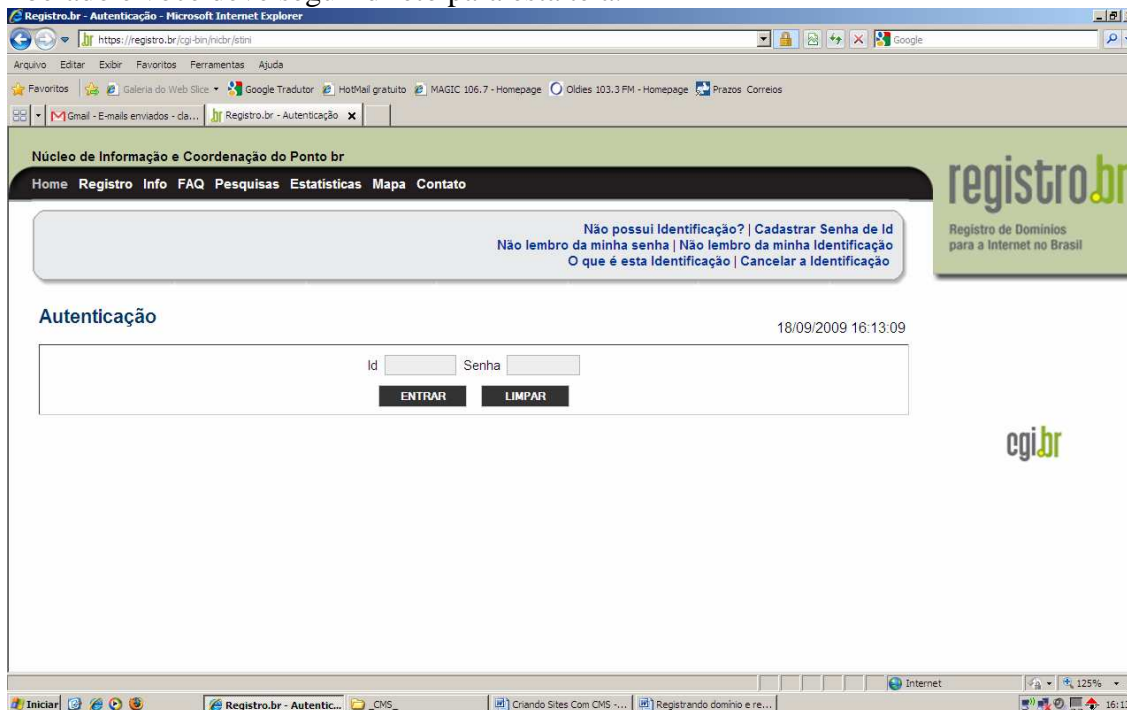 Registro.br - Autenticação - Microsoft Internet Explorer
https://registro.br/cgi-bin/nicbr/stini
Google
Arquivo Editar Exibir Favoritos Ferramentas Ajuda
Favoritos Galeria do Web Slice Google Tradutor HotMail gratuito MAGIC 106.7 - Homepage Oldies 103.3 FM - Homepage Prazos Correios
Gmail - E-mails enviados - cla... Registro.br - Autenticação
Núcleo de Informação e Coordenação do Ponto br
Home Registro Info FAQ Pesquisas Estatísticas Mapa Contato
registro.br
Registro de Domínios
para a Internet no Brasil
Não possui Identificação? | Cadastrar Senha de Id
Não lembro da minha senha | Não lembro da minha Identificação
O que é esta Identificação | Cancelar a Identificação
Autenticação
18/09/2009 16:13:09
Id Senha
ENTRAR LIMPAR
cgi.br
Internet 125%
Iniciar Registro.br - Autentic... _CMS_ Criando Sites Com CMS -... Registrando domínio e re...